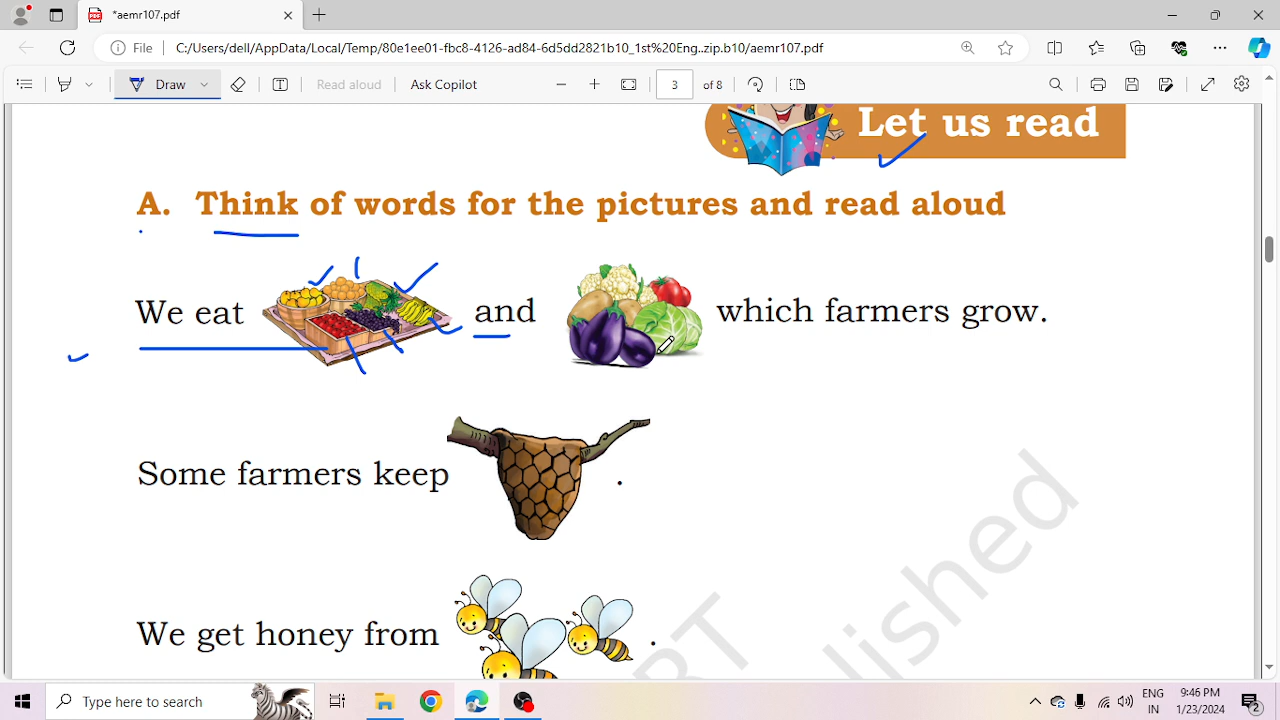 *aemr107.pdf
File C:/Users/dell/AppData/Local/Temp/80e1ee01-fbc8-4126-ad84-6d5dd2821b10_1st%20Eng..zip.b10/aemr107.pdf
Draw Read aloud Ask Copilot 3 of 8
Let us read
A. Think of words for the pictures and read aloud
We eat and which farmers grow.
Some farmers keep .
We get honey from .
Type here to search
ENG 9:46 PM
IN 1/23/2024 2